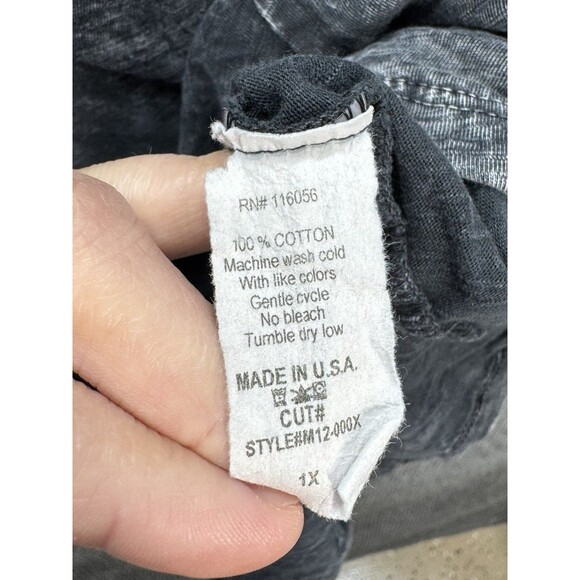 RN# 116056
100 % COTTON
Machine wash cold
With like colors
Gentle cycle
No bleach
Tumble dry low
MADE IN U.S.A.
CUT#
STYLE#M12-000X
1X